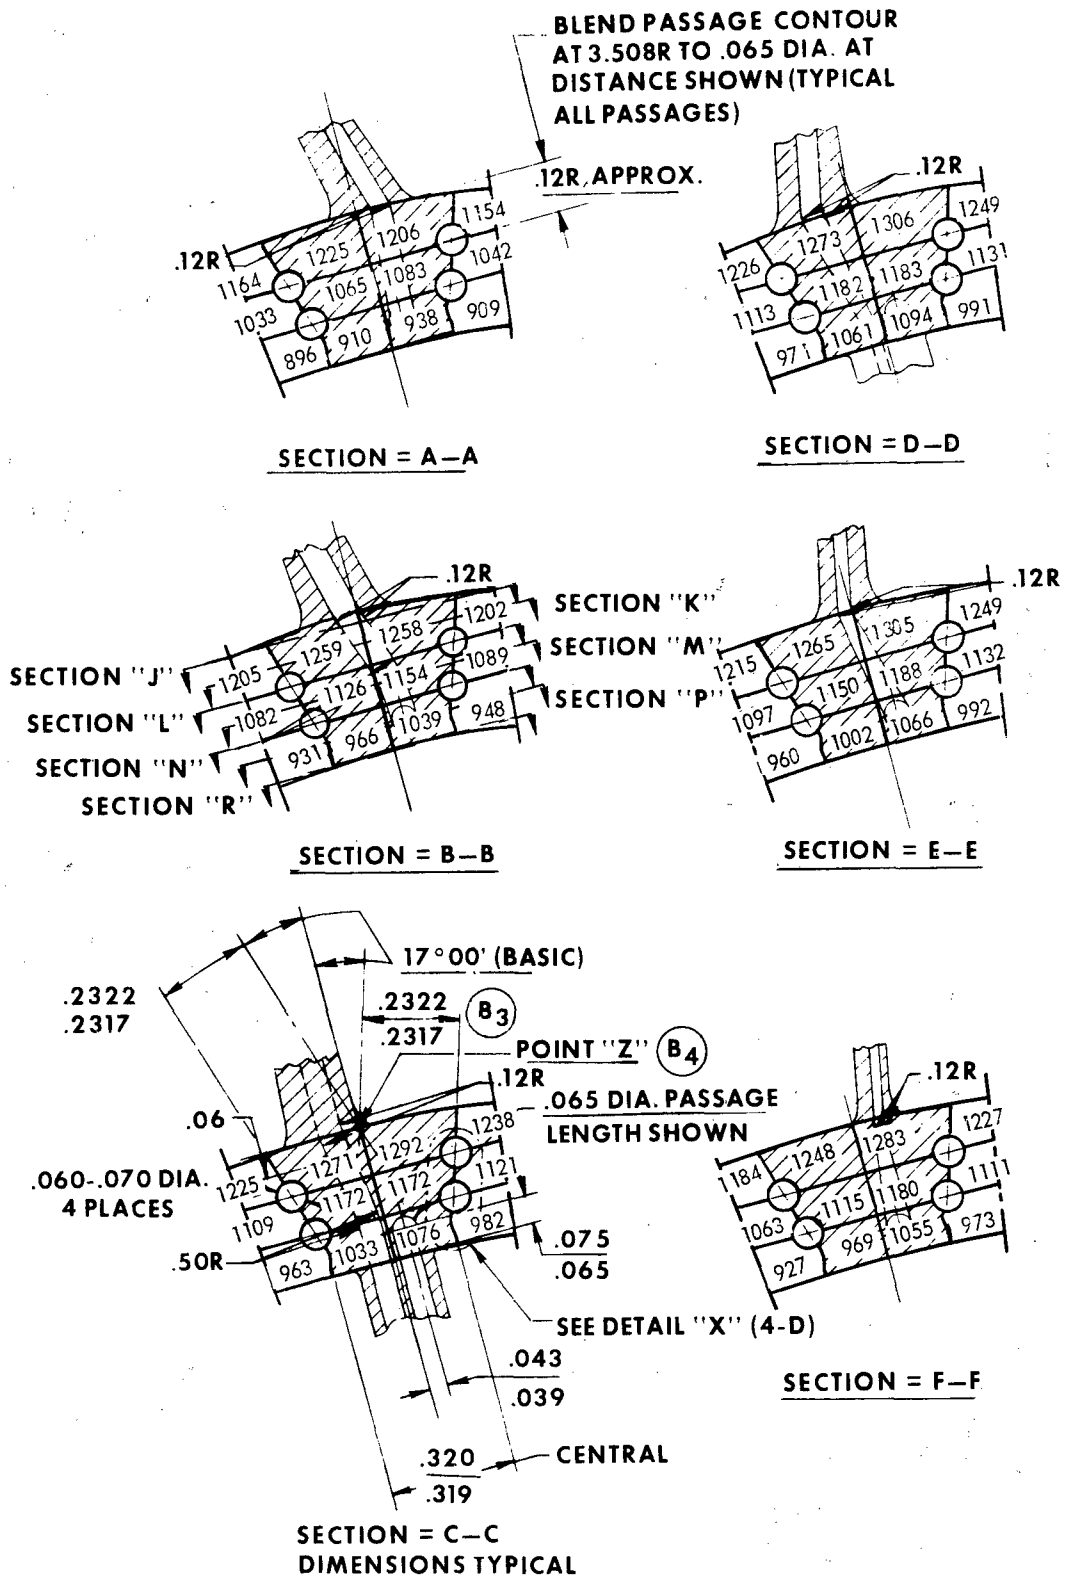 BLEND PASSAGE CONTOUR
AT 3.508R TO .065 DIA. AT
DISTANCE SHOWN (TYPICAL
ALL PASSAGES)
.12R APPROX.
.12R
1154
1206
1225
1164
1042
1083
1065
1033
909
938
910
896
SECTION = A—A
.12R
1249
1306
1273
1226
1131
1183
1182
1113
991
1094
1061
971
SECTION = D—D
.12R
1202
1258
1259
1205
1089
1154
1126
1082
948
1039
966
931
SECTION "K"
SECTION "M"
SECTION "P"
SECTION "J"
SECTION "L"
SECTION "N"
SECTION "R"
SECTION = B—B
.12R
1249
1305
1265
1215
1132
1188
1150
1097
992
1066
1002
960
SECTION = E—E
17°00' (BASIC)
.2322
.2317
.2322
.2317
B3
POINT "Z" B4
.12R
.065 DIA. PASSAGE
LENGTH SHOWN
.06
.060-.070 DIA.
4 PLACES
.50R
1238
1292
1271
1225
1121
1172
1172
1109
982
1076
1033
963
.075
.065
SEE DETAIL "X" (4-D)
.043
.039
.320
.319
CENTRAL
SECTION = C—C
DIMENSIONS TYPICAL
.12R
1227
1283
1248
1184
1111
1180
1115
1063
973
1055
969
927
SECTION = F—F